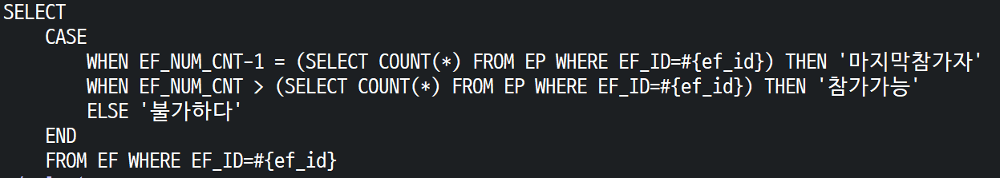 SELECT
CASE
WHEN EF_NUM_CNT-1 = (SELECT COUNT(*) FROM EP WHERE EF_ID=#{ef_id}) THEN '마지막참가자'
WHEN EF_NUM_CNT > (SELECT COUNT(*) FROM EP WHERE EF_ID=#{ef_id}) THEN '참가가능'
ELSE '불가하다'
END
FROM EF WHERE EF_ID=#{ef_id}